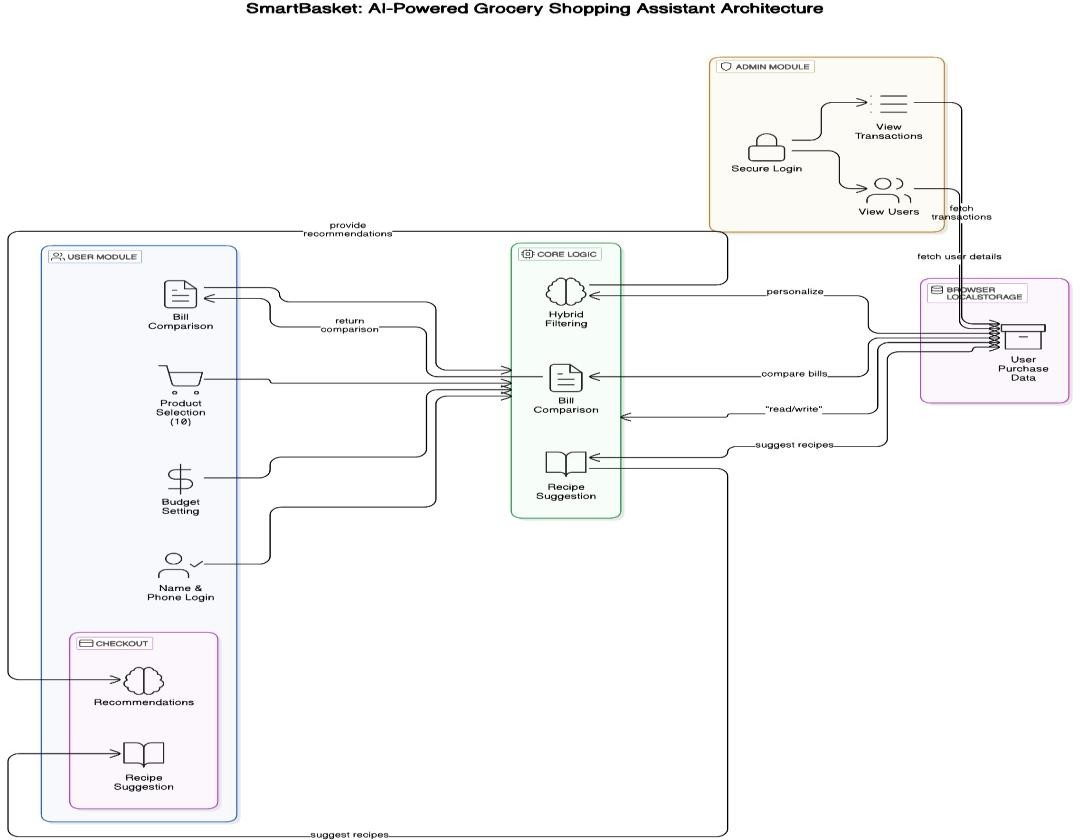 SmartBasket: AI-Powered Grocery Shopping Assistant Architecture
ADMIN MODULE
View
Transactions
Secure Login
View Users
fetch
transactions
fetch user details
provide
recommendations
USER MODULE
Bill
Comparison
return
comparison
Product
Selection
(10)
Budget
Setting
Name &
Phone Login
CHECKOUT
Recommendations
Recipe
Suggestion
CORE LOGIC
Hybrid
Filtering
Bill
Comparison
Recipe
Suggestion
personalize
compare bills
"read/write"
suggest recipes
BROWSER
LOCALSTORAGE
User
Purchase
Data
suggest recipes